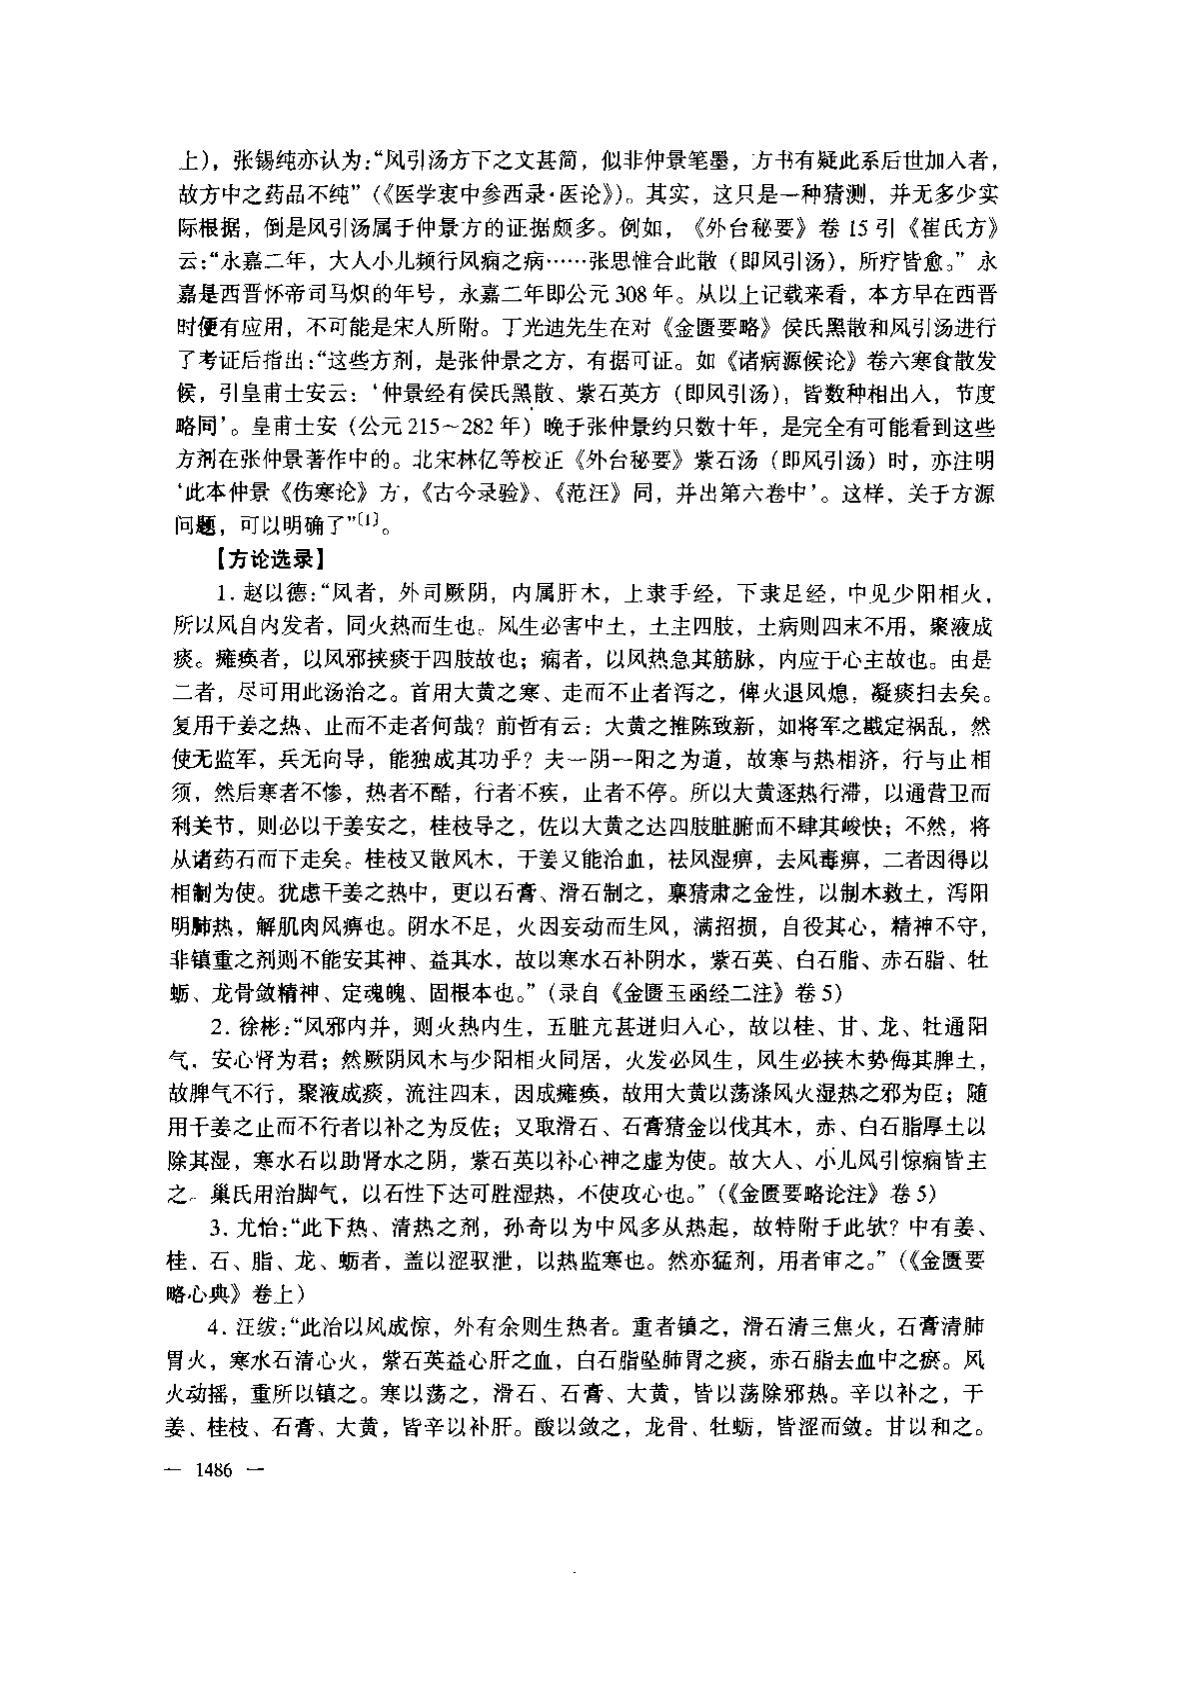 上)，张锡纯亦认为:“风引汤方下之文甚简，似非仲景笔墨，方书有疑此系后世加入者，
故方中之药品不纯”(《医学衷中参西录·医论》)。其实，这只是一种猜测，并无多少实
际根据，倒是风引汤属于仲景方的证据颇多。例如，《外台秘要》卷 15 引《崔氏方》
云:“永嘉二年，大人小儿频行风痫之病……张思惟合此散 (即风引汤)，所疗皆愈。” 永
嘉是西晋怀帝司马炽的年号，永嘉二年即公元 308 年。从以上记载来看，本方早在西晋
时便有应用，不可能是宋人所附。丁光迪先生在对《金匮要略》侯氏黑散和风引汤进行
了考证后指出:“这些方剂，是张仲景之方，有据可证。如《诸病源候论》卷六寒食散发
候，引皇甫士安云: ‘仲景经有侯氏黑散、紫石英方 (即风引汤)，皆数种相出入，节度
略同’。皇甫士安 (公元 215～282 年) 晚于张仲景约只数十年，是完全有可能看到这些
方剂在张仲景著作中的。北宋林亿等校正《外台秘要》紫石汤 (即风引汤) 时，亦注明
‘此本仲景《伤寒论》方，《古今录验》、《范汪》同，并出第六卷中’。这样，关于方源
问题，可以明确了”〔1〕。
【方论选录】
1. 赵以德:“风者，外司厥阴，内属肝木，上隶手经，下隶足经，中见少阳相火，
所以风自内发者，同火热而生也。风生必害中土，土主四肢，土病则四末不用，聚液成
痰。瘫痪者，以风邪挟痰于四肢故也；痫者，以风热急其筋脉，内应于心主故也。由是
二者，尽可用此汤治之。首用大黄之寒、走而不止者泻之，俾火退风熄，凝痰扫去矣。
复用干姜之热、止而不走者何哉？前哲有云: 大黄之推陈致新，如将军之戡定祸乱，然
使无监军，兵无向导，能独成其功乎？夫一阴一阳之为道，故寒与热相济，行与止相
须，然后寒者不惨，热者不酷，行者不疾，止者不停。所以大黄逐热行滞，以通营卫而
利关节，则必以干姜安之，桂枝导之，佐以大黄之达四肢脏腑而不肆其峻快；不然，将
从诸药石而下走矣。桂枝又散风木，干姜又能治血，祛风湿痹，去风毒痹，二者因得以
相制为使。犹虑干姜之热中，更以石膏、滑石制之，禀猜肃之金性，以制木救土，泻阳
明肺热，解肌肉风痹也。阴水不足，火因妄动而生风，满招损，自役其心，精神不守，
非镇重之剂则不能安其神、益其水，故以寒水石补阴水，紫石英、白石脂、赤石脂、牡
蛎、龙骨敛精神、定魂魄、固根本也。” (录自《金匮玉函经二注》卷 5)
2. 徐彬:“风邪内并，则火热内生，五脏亢甚迸归入心，故以桂、甘、龙、牡通阳
气，安心肾为君；然厥阴风木与少阳相火同居，火发必风生，风生必挟木势侮其脾土，
故脾气不行，聚液成痰，流注四末，因成瘫痪，故用大黄以荡涤风火湿热之邪为臣；随
用干姜之止而不行者以补之为反佐；又取滑石、石膏猜金以伐其木，赤、白石脂厚土以
除其湿，寒水石以助肾水之阴，紫石英以补心神之虚为使。故大人、小儿风引惊痫皆主
之。巢氏用治脚气，以石性下达可胜湿热，不使攻心也。” (《金匮要略论注》卷 5)
3. 尤怡:“此下热、清热之剂，孙奇以为中风多从热起，故特附于此欤？中有姜、
桂、石、脂、龙、蛎者，盖以涩驭泄，以热监寒也。然亦猛剂，用者审之。” (《金匮要
略心典》卷上)
4. 汪绂:“此治以风成惊，外有余则生热者。重者镇之，滑石清三焦火，石膏清肺
胃火，寒水石清心火，紫石英益心肝之血，白石脂坠肺胃之痰，赤石脂去血中之瘀。风
火动摇，重所以镇之。寒以荡之，滑石、石膏、大黄，皆以荡除邪热。辛以补之，干
姜、桂枝、石膏、大黄，皆辛以补肝。酸以敛之，龙骨、牡蛎，皆涩而敛。甘以和之。
— 1486 —